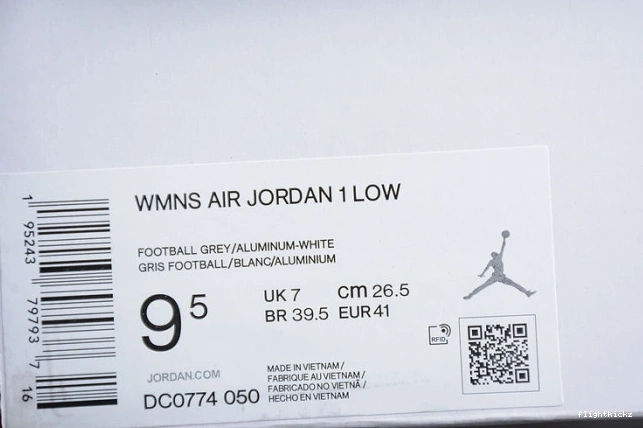 WMNS AIR JORDAN 1 LOW
FOOTBALL GREY/ALUMINUM-WHITE
GRIS FOOTBALL/BLANC/ALUMINIUM
9 5
UK 7 cm 26.5
BR 39.5 EUR 41
RFID
JORDAN.COM
DC0774 050
MADE IN VIETNAM /
FABRIQUE AU VIETNAM /
FABRICADO NO VIETNÃ /
HECHO EN VIETNAM
1 95243 79793 7 16
flightkickz